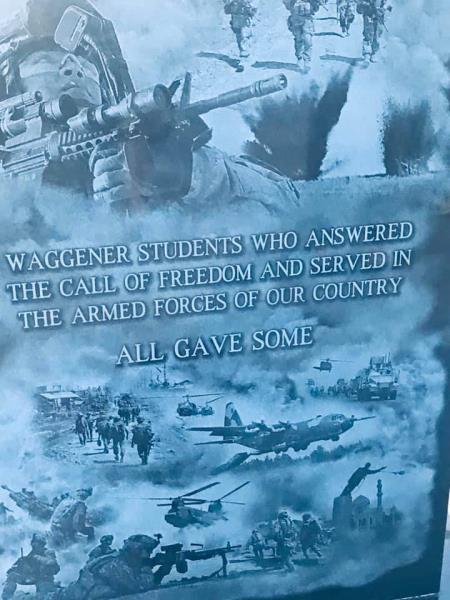 WAGGENER STUDENTS WHO ANSWERED
THE CALL OF FREEDOM AND SERVED IN
THE ARMED FORCES OF OUR COUNTRY
ALL GAVE SOME